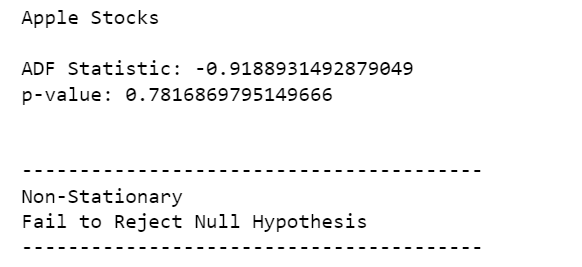 Apple Stocks
ADF Statistic: -0.9188931492879049
p-value: 0.7816869795149666
----------------------------------------
Non-Stationary
Fail to Reject Null Hypothesis
----------------------------------------